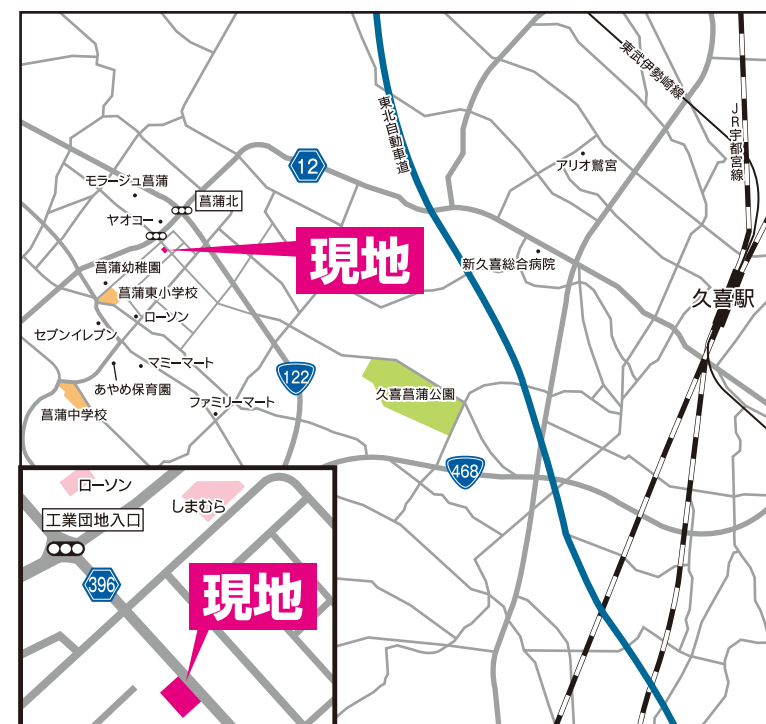 東武伊勢崎線
東北自動車道
JR宇都宮線
12
アリオ鷲宮
モラージュ菖蒲
菖蒲北
ヤオコー
現地
新久喜総合病院
菖蒲幼稚園
菖蒲東小学校
久喜駅
ローソン
セブンイレブン
マミーマート
122
あやめ保育園
久喜菖蒲公園
ファミリーマート
菖蒲中学校
468
ローソン
しまむら
工業団地入口
396
現地